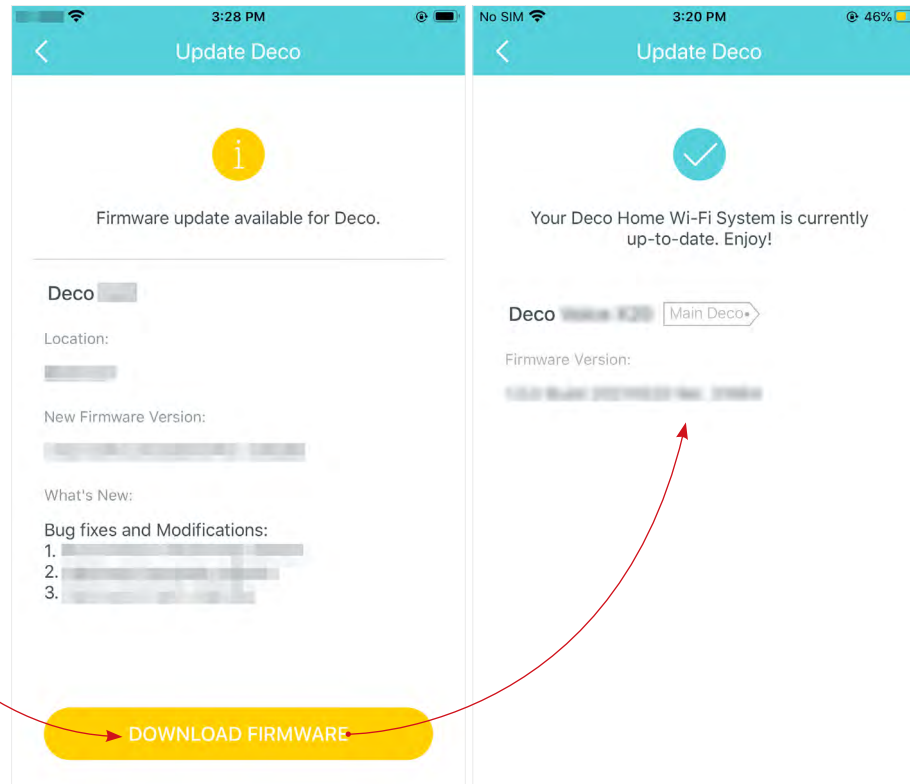 3:28 PM
Update Deco
Firmware update available for Deco.
Deco
Location:
New Firmware Version:
What's New:
Bug fixes and Modifications:
1.
2.
3.
DOWNLOAD FIRMWARE
No SIM 3:20 PM 46%
Update Deco
Your Deco Home Wi-Fi System is currently
up-to-date. Enjoy!
Deco Main Deco
Firmware Version: